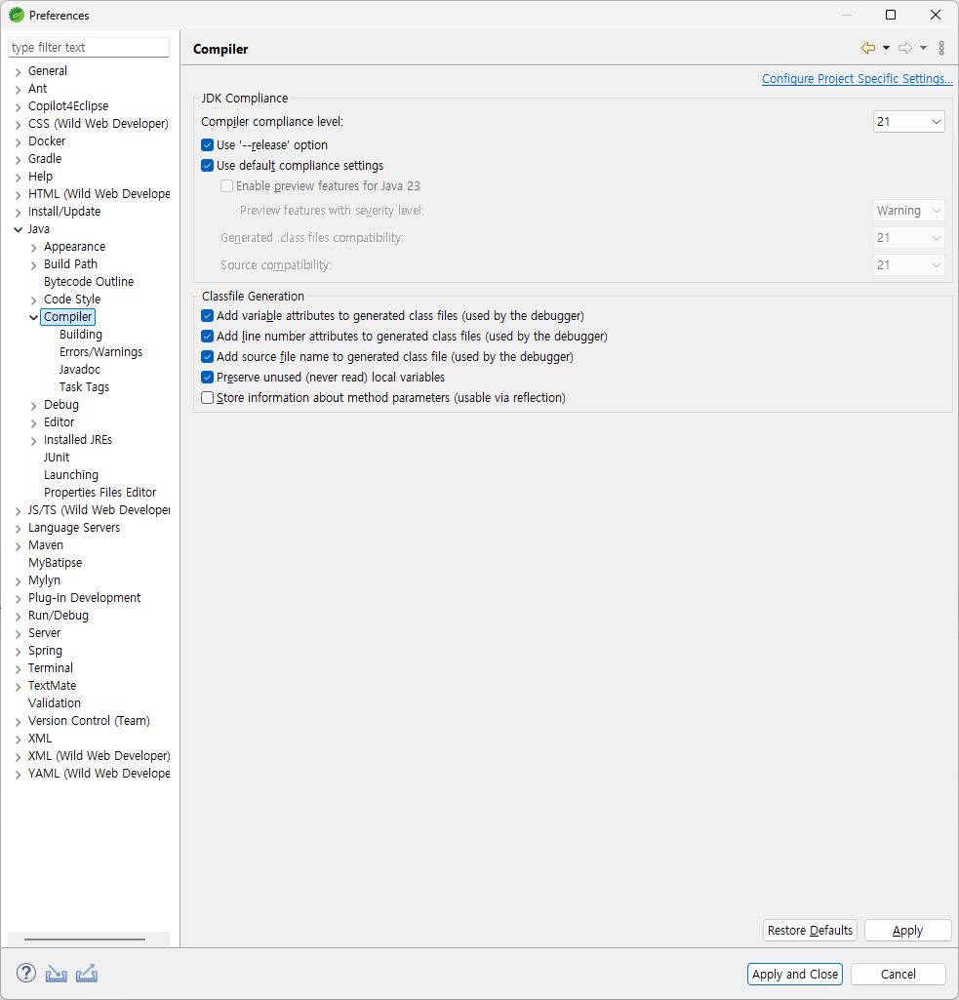 Preferences
type filter text
General
Ant
Copilot4Eclipse
CSS (Wild Web Developer)
Docker
Gradle
Help
HTML (Wild Web Develope
Install/Update
Java
Appearance
Build Path
Bytecode Outline
Code Style
Compiler
Building
Errors/Warnings
Javadoc
Task Tags
Debug
Editor
Installed JREs
JUnit
Launching
Properties Files Editor
JS/TS (Wild Web Developer
Language Servers
Maven
MyBatipse
Mylyn
Plug-in Development
Run/Debug
Server
Spring
Terminal
TextMate
Validation
Version Control (Team)
XML
XML (Wild Web Developer)
YAML (Wild Web Develope
Compiler
Configure Project Specific Settings...
JDK Compliance
Compiler compliance level: 21
Use '--release' option
Use default compliance settings
Enable preview features for Java 23
Preview features with severity level: Warning
Generated .class files compatibility: 21
Source compatibility: 21
Classfile Generation
Add variable attributes to generated class files (used by the debugger)
Add line number attributes to generated class files (used by the debugger)
Add source file name to generated class file (used by the debugger)
Preserve unused (never read) local variables
Store information about method parameters (usable via reflection)
Restore Defaults Apply
? Apply and Close Cancel